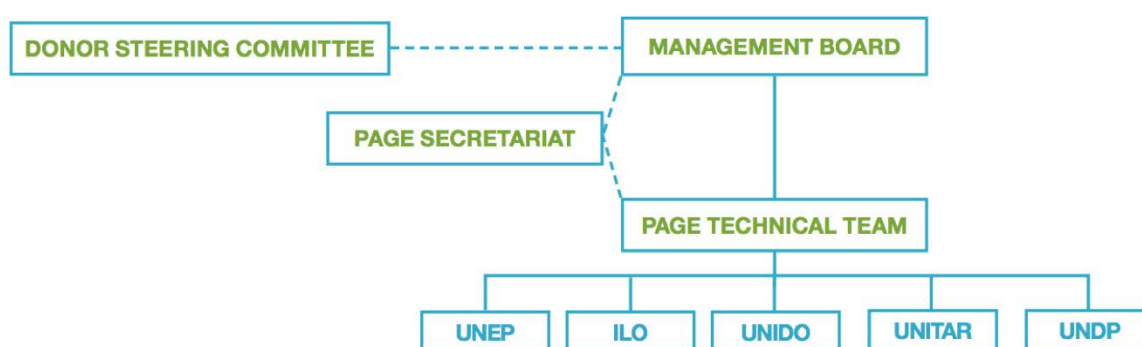 DONOR STEERING COMMITTEE
MANAGEMENT BOARD
PAGE SECRETARIAT
PAGE TECHNICAL TEAM
UNEP
ILO
UNIDO
UNITAR
UNDP